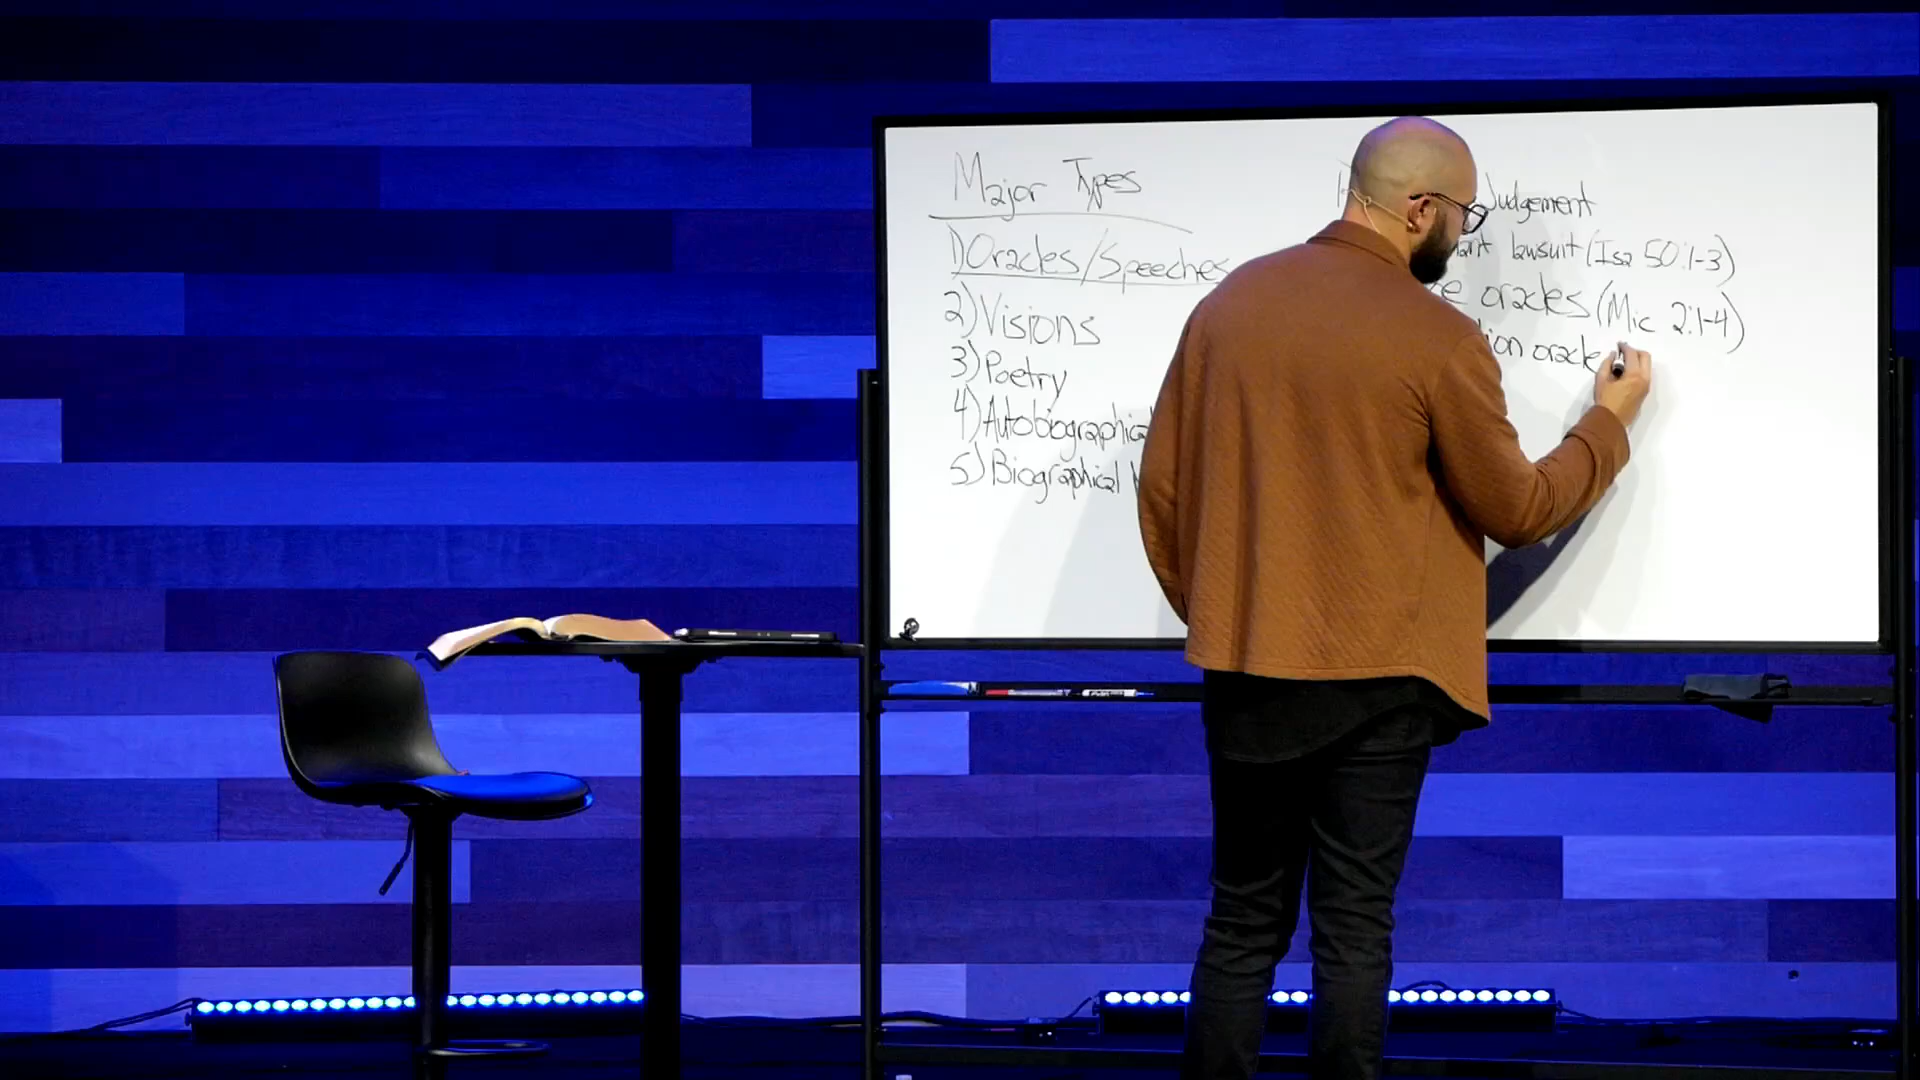 Major Types
1) Oracles/Speeches
2) Visions
3) Poetry
4) Autobiographical
5) Biographical
Judgement
lawsuit (Isa 50:1-3)
oracles (Mic 2:1-4)
oracle